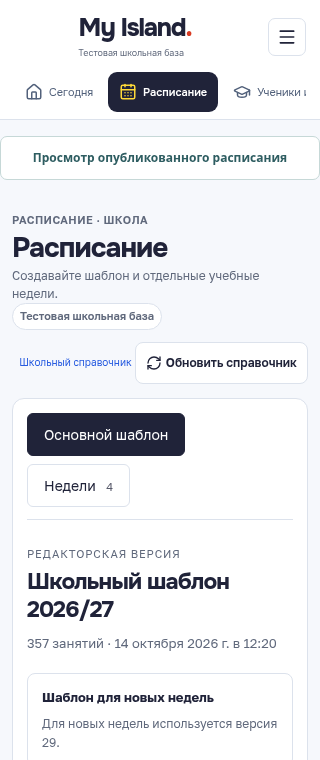 My Island.
Тестовая школьная база
Сегодня
Расписание
Ученики и
Просмотр опубликованного расписания
РАСПИСАНИЕ · ШКОЛА
Расписание
Создавайте шаблон и отдельные учебные
недели.
Тестовая школьная база
Школьный справочник
Обновить справочник
Основной шаблон
Недели 4
РЕДАКТОРСКАЯ ВЕРСИЯ
Школьный шаблон
2026/27
357 занятий · 14 октября 2026 г. в 12:20
Шаблон для новых недель
Для новых недель используется версия
29.